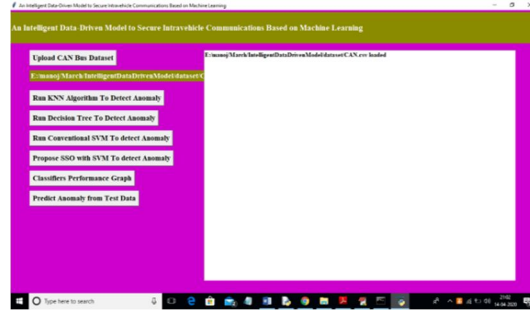 An Intelligent Data-Driven Model to Secure Intravehicle Communications Based on Machine Learning
An Intelligent Data-Driven Model to Secure Intravehicle Communications Based on Machine Learning
Upload CAN Bus Dataset
E:/manoj/March/IntelligentDataDrivenModel/dataset/C
Run KNN Algorithm To Detect Anomaly
Run Decision Tree To Detect Anomaly
Run Conventional SVM To detect Anomaly
Propose SSO with SVM To detect Anomaly
Classifiers Performance Graph
Predict Anomaly from Test Data
E:/manoj/March/IntelligentDataDrivenModel/dataset/CAN.csv loaded
Type here to search
21:02
14-04-2020